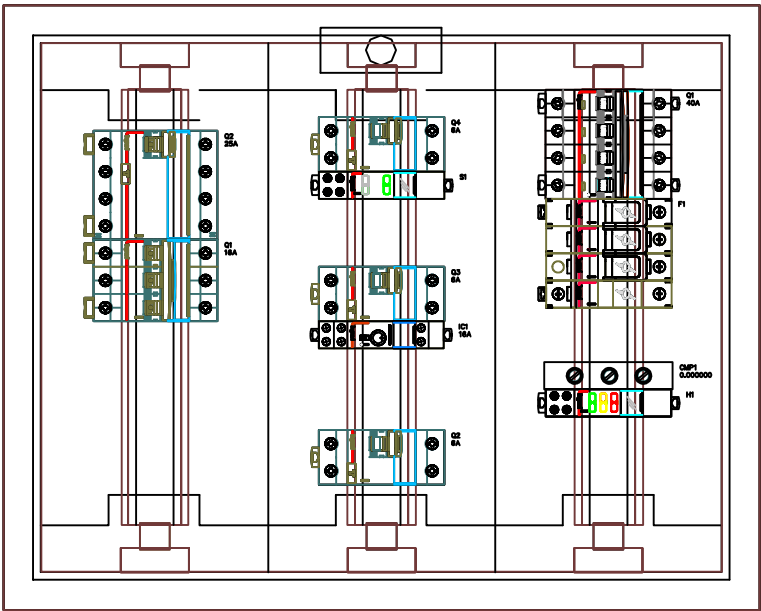 Q2
25A
Q1
16A
Q4
6A
S1
Q3
6A
IC1
16A
Q2
6A
Q1
40A
F1
CMP1
0.000000
H1